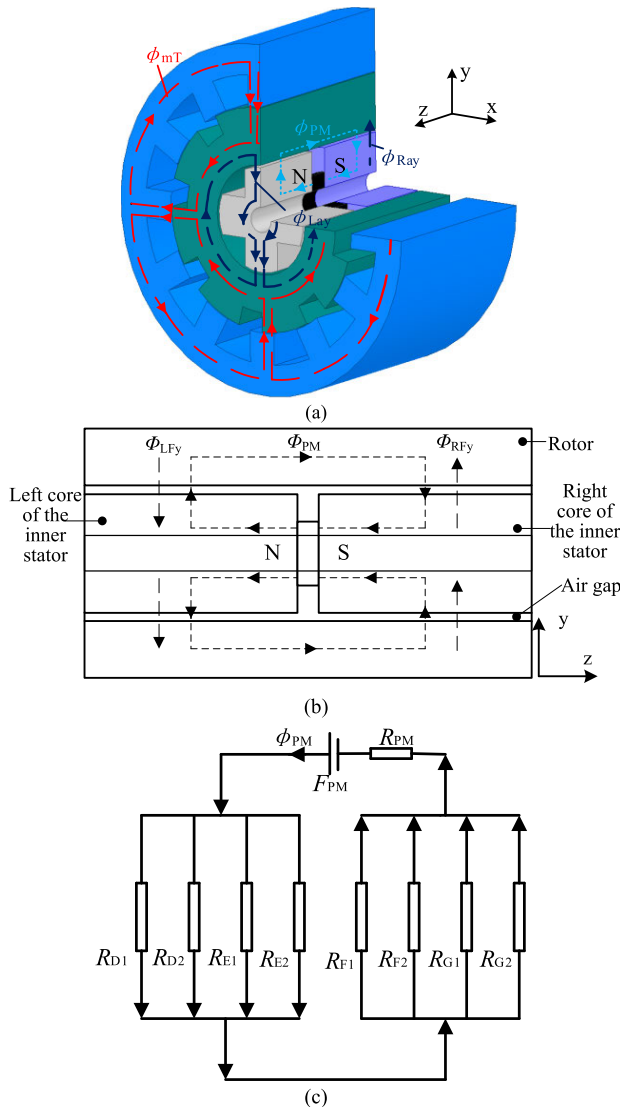 ϕmT
y
z
x
ϕPM
ϕRay
N
S
ϕLay
(a)
ΦLFy
ΦPM
ΦRFy
Rotor
Left core
of the
inner
stator
Right
core of
the inner
stator
N
S
Air gap
y
z
(b)
ϕPM
RPM
FPM
RD1
RD2
RE1
RE2
RF1
RF2
RG1
RG2
(c)